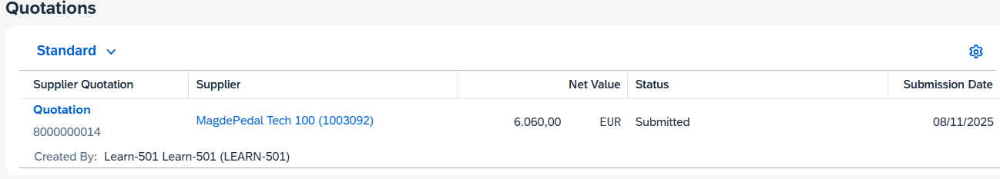 Quotations
Standard
Supplier Quotation Supplier Net Value Status Submission Date
Quotation
8000000014
MagdePedal Tech 100 (1003092) 6.060,00 EUR Submitted 08/11/2025
Created By: Learn-501 Learn-501 (LEARN-501)